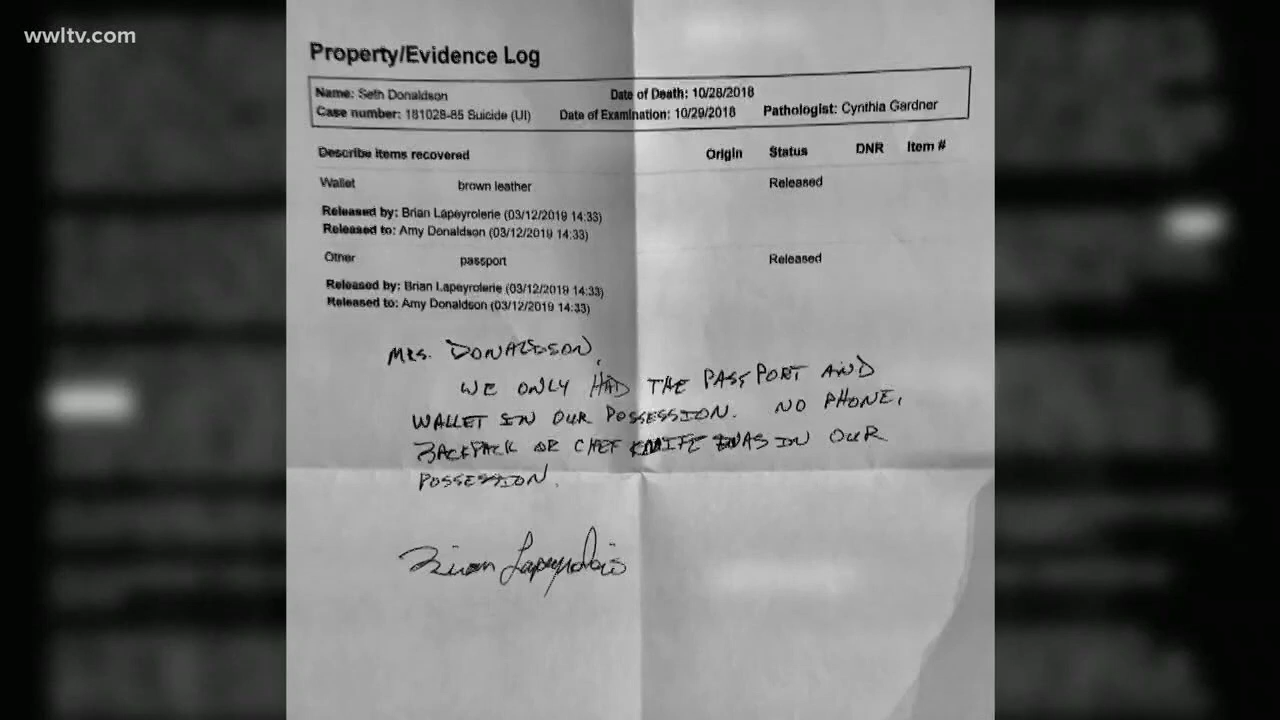 wwltv.com
Property/Evidence Log
Name: Seth Donaldson Date of Death: 10/28/2018
Case number: 181028-85 Suicide (UI) Date of Examination: 10/29/2018 Pathologist: Cynthia Gardner
Describe items recovered Origin Status DNR Item #
Wallet brown leather Released
Released by: Brian Lapeyrolerie (03/12/2019 14:33)
Released to: Amy Donaldson (03/12/2019 14:33)
Other passport Released
Released by: Brian Lapeyrolerie (03/12/2019 14:33)
Released to: Amy Donaldson (03/12/2019 14:33)
MRS. DONALDSON,
WE ONLY HAD THE PASSPORT AND
WALLET IN OUR POSSESSION. NO PHONE,
BACKPACK OR CHEF KNIFE WAS IN OUR
POSSESSION.